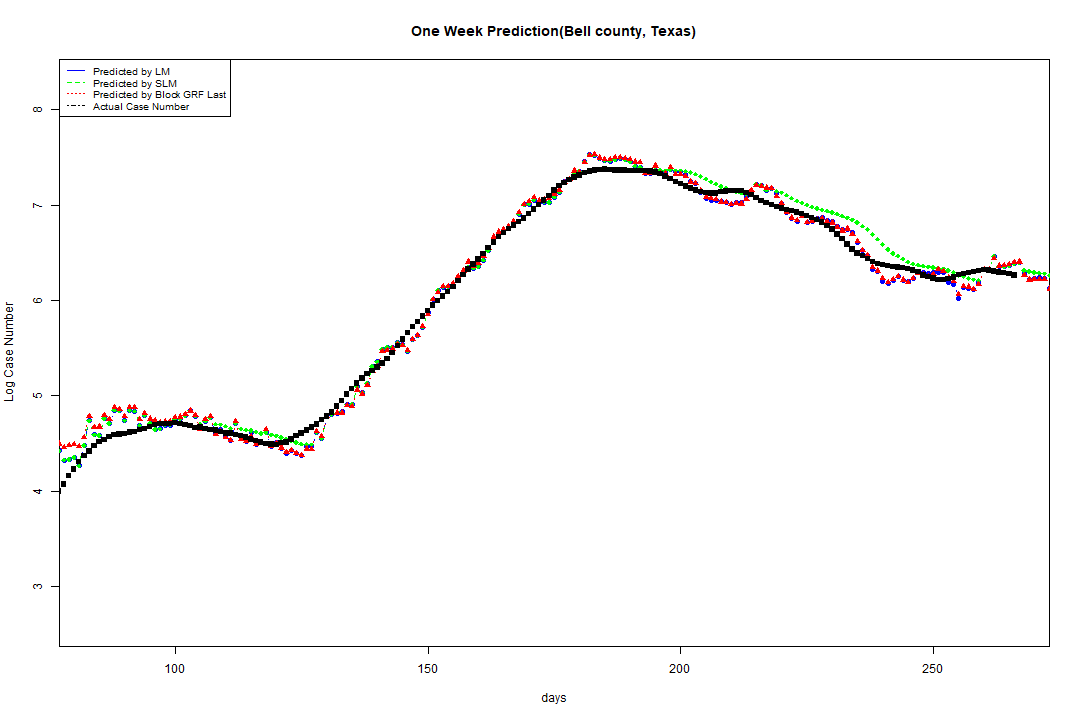 One Week Prediction(Bell county, Texas)
Predicted by LM
Predicted by SLM
Predicted by Block GRF Last
Actual Case Number
8
7
6
5
4
3
Log Case Number
100 150 200 250
days